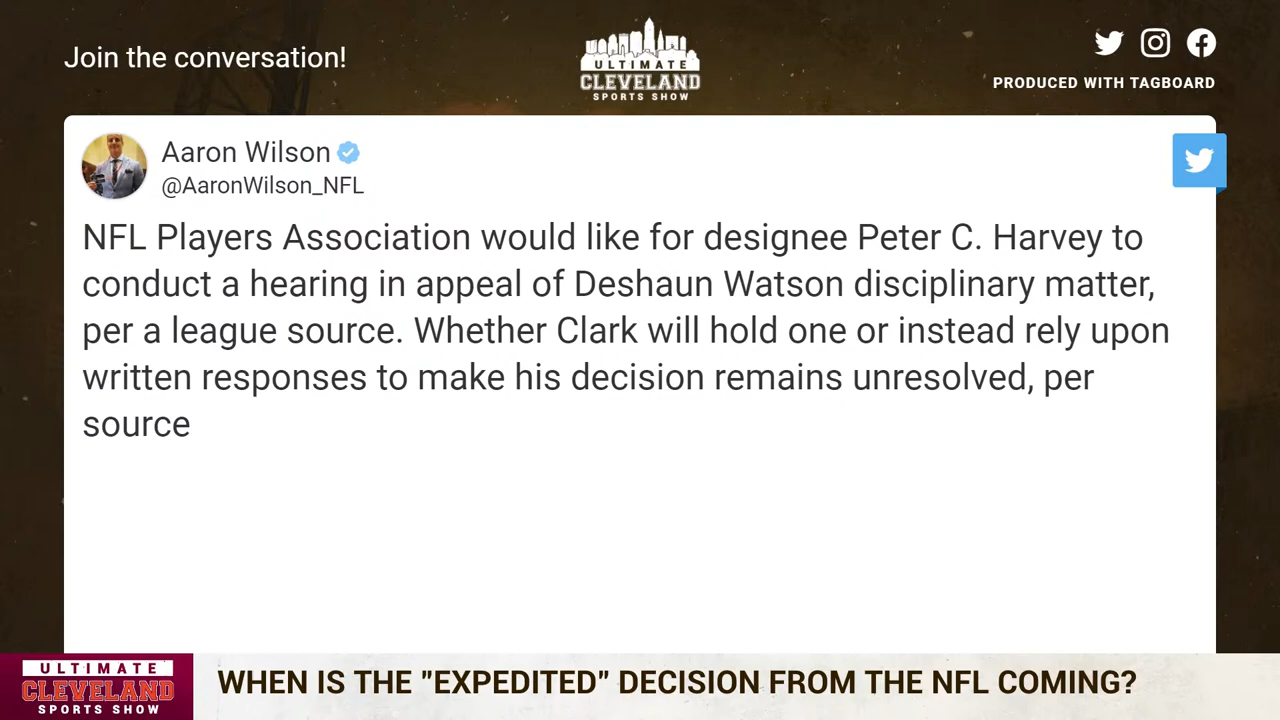 Join the conversation!
ULTIMATE
CLEVELAND
SPORTS SHOW
PRODUCED WITH TAGBOARD
Aaron Wilson
@AaronWilson_NFL
NFL Players Association would like for designee Peter C. Harvey to
conduct a hearing in appeal of Deshaun Watson disciplinary matter,
per a league source. Whether Clark will hold one or instead rely upon
written responses to make his decision remains unresolved, per
source
ULTIMATE
CLEVELAND
SPORTS SHOW
WHEN IS THE "EXPEDITED" DECISION FROM THE NFL COMING?